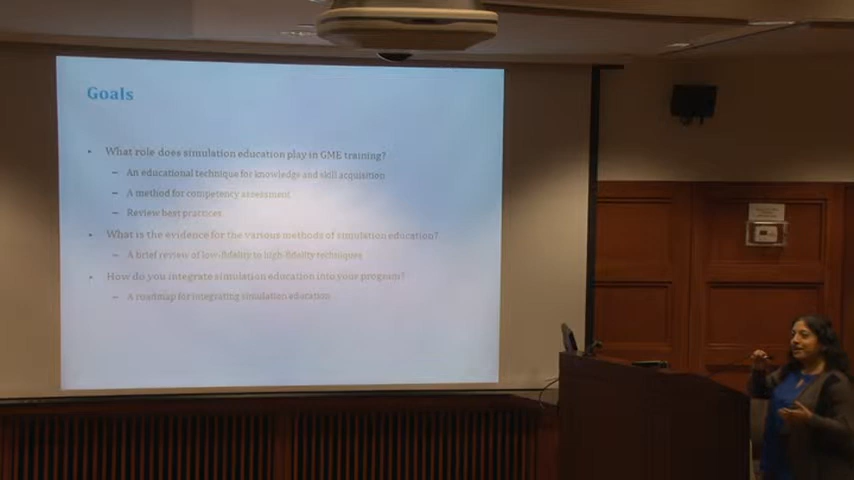 Goals
• What role does simulation education play in GME training?
– An educational technique for knowledge and skill acquisition
– A method for competency assessment
– Review best practices
• What is the evidence for the various methods of simulation education?
– A brief review of low-fidelity to high-fidelity techniques
• How do you integrate simulation education into your program?
– A roadmap for integrating simulation education